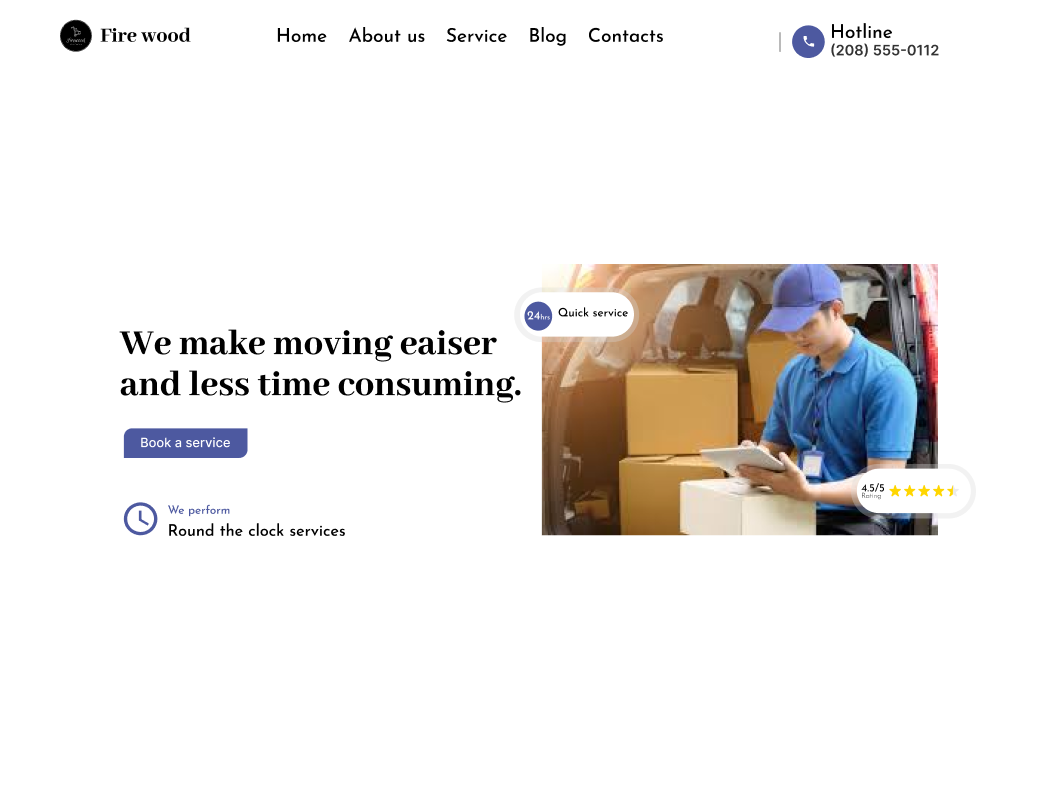 Fire wood
Home About us Service Blog Contacts
Hotline
(208) 555-0112
24hrs Quick service
We make moving eaiser
and less time consuming.
Book a service
We perform
Round the clock services
4.5/5
Rating